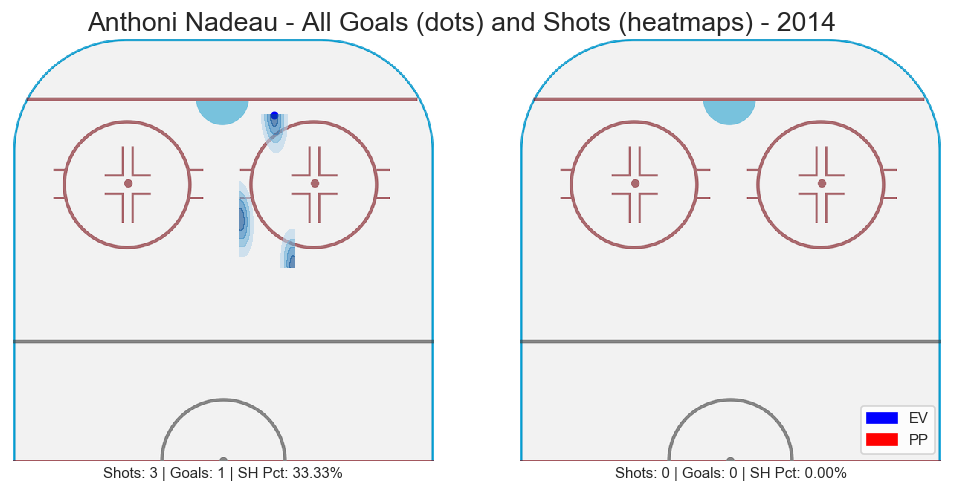 Anthoni Nadeau - All Goals (dots) and Shots (heatmaps) - 2014
EV
PP
Shots: 3 | Goals: 1 | SH Pct: 33.33%
Shots: 0 | Goals: 0 | SH Pct: 0.00%